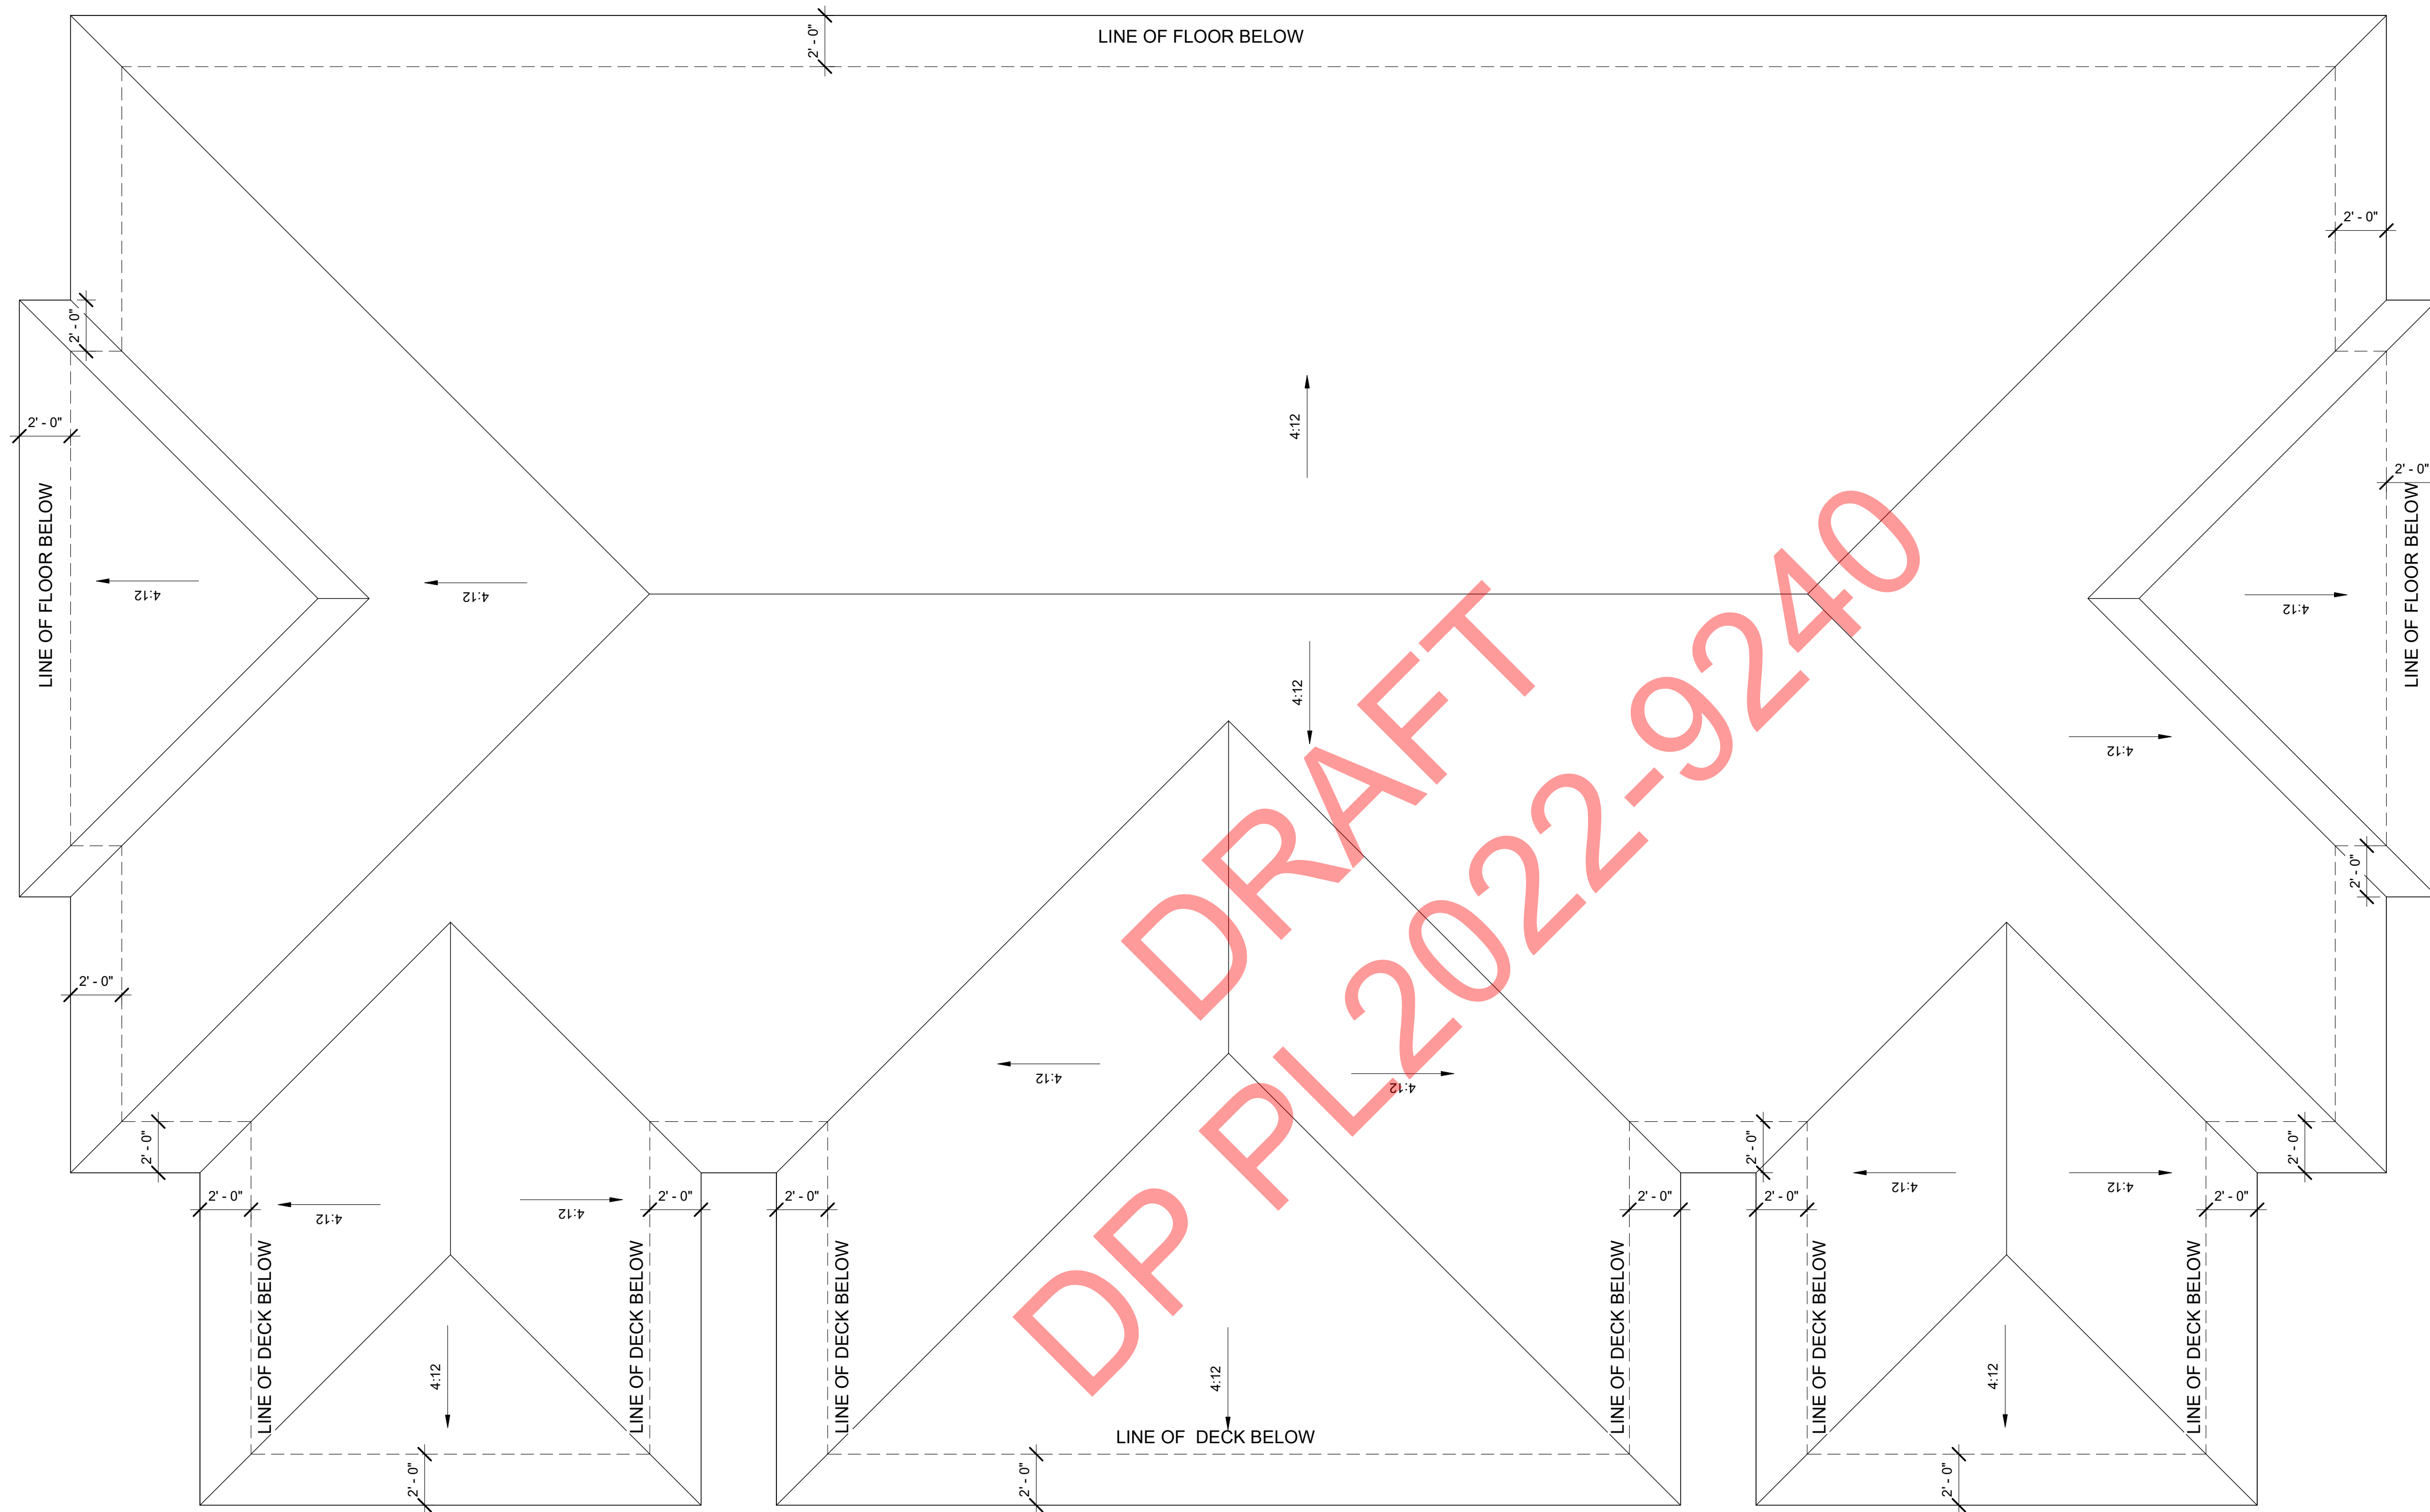 2' - 0"
LINE OF FLOOR BELOW
2' - 0"
2' - 0"
2' - 0"
2' - 0"
LINE OF FLOOR BELOW
4:12
4:12
4:12
4:12
2' - 0"
LINE OF FLOOR BELOW
4:12
4:12
DRAFT
DP PL2022-9240
2' - 0"
2' - 0"
4:12
4:12
2' - 0"
2' - 0"
2' - 0"
2' - 0"
4:12
4:12
2' - 0"
2' - 0"
2' - 0"
2' - 0"
4:12
4:12
2' - 0"
LINE OF DECK BELOW
LINE OF DECK BELOW
LINE OF DECK BELOW
LINE OF DECK BELOW
LINE OF DECK BELOW
LINE OF DECK BELOW
4:12
4:12
4:12
LINE OF DECK BELOW
2' - 0"
2' - 0"
2' - 0"